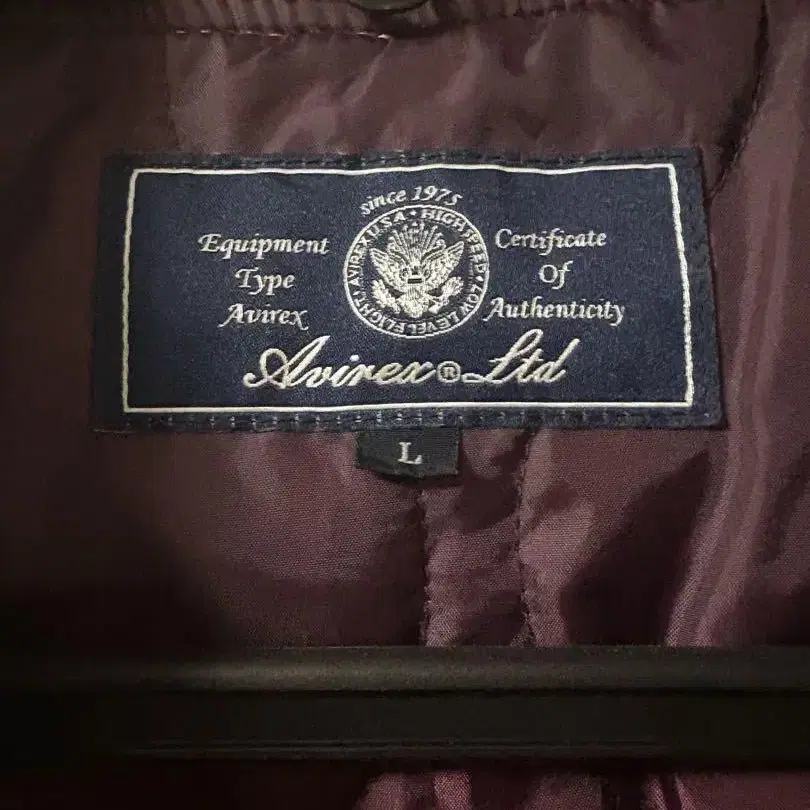 since 1975
AVIREX U.S.A • HIGH SPEED • LOW LEVEL FLIGHT
Equipment
Type
Avirex
Certificate
Of
Authenticity
Avirex® Ltd
L